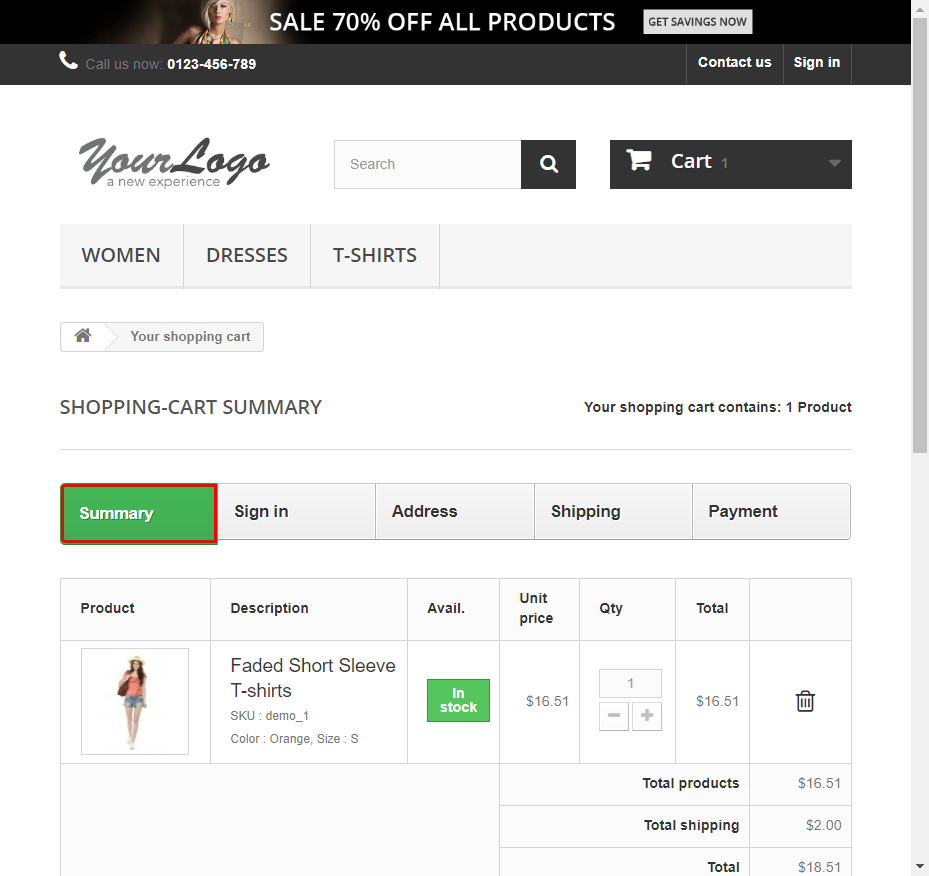 SALE 70% OFF ALL PRODUCTS GET SAVINGS NOW
Call us now: 0123-456-789 Contact us Sign in
YourLogo
a new experience
Search Cart 1
WOMEN DRESSES T-SHIRTS
Your shopping cart
SHOPPING-CART SUMMARY Your shopping cart contains: 1 Product
Summary Sign in Address Shipping Payment
Product Description Avail. Unit price Qty Total
Faded Short Sleeve
T-shirts
SKU : demo_1
Color : Orange, Size : S
In
stock
$16.51 1 $16.51
Total products $16.51
Total shipping $2.00
Total $18.51